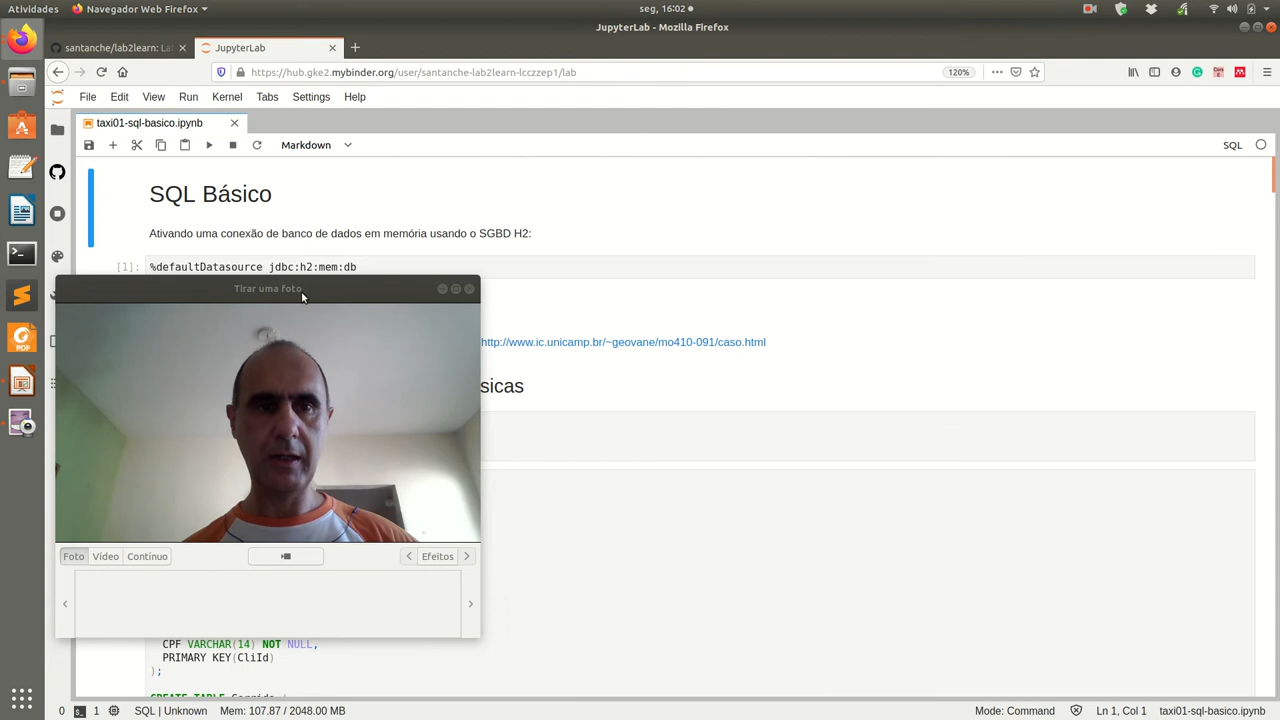 Atividades
Navegador Web Firefox
seg, 16:02
JupyterLab - Mozilla Firefox
santanche/lab2learn: La
JupyterLab
https://hub.gke2.mybinder.org/user/santanche-lab2learn-lcczzep1/lab
120%
File Edit View Run Kernel Tabs Settings Help
taxi01-sql-basico.ipynb
Markdown
SQL
SQL Básico
Ativando uma conexão de banco de dados em memória usando o SGBD H2:
[1]: %defaultDatasource jdbc:h2:mem:db
Tirar uma foto
http://www.ic.unicamp.br/~geovane/mo410-091/caso.html
sicas
Foto Vídeo Contínuo
Efeitos
CPF VARCHAR(14) NOT NULL,
PRIMARY KEY(CliId)
);
PDF
0 1 SQL | Unknown Mem: 107.87 / 2048.00 MB
Mode: Command Ln 1, Col 1 taxi01-sql-basico.ipynb